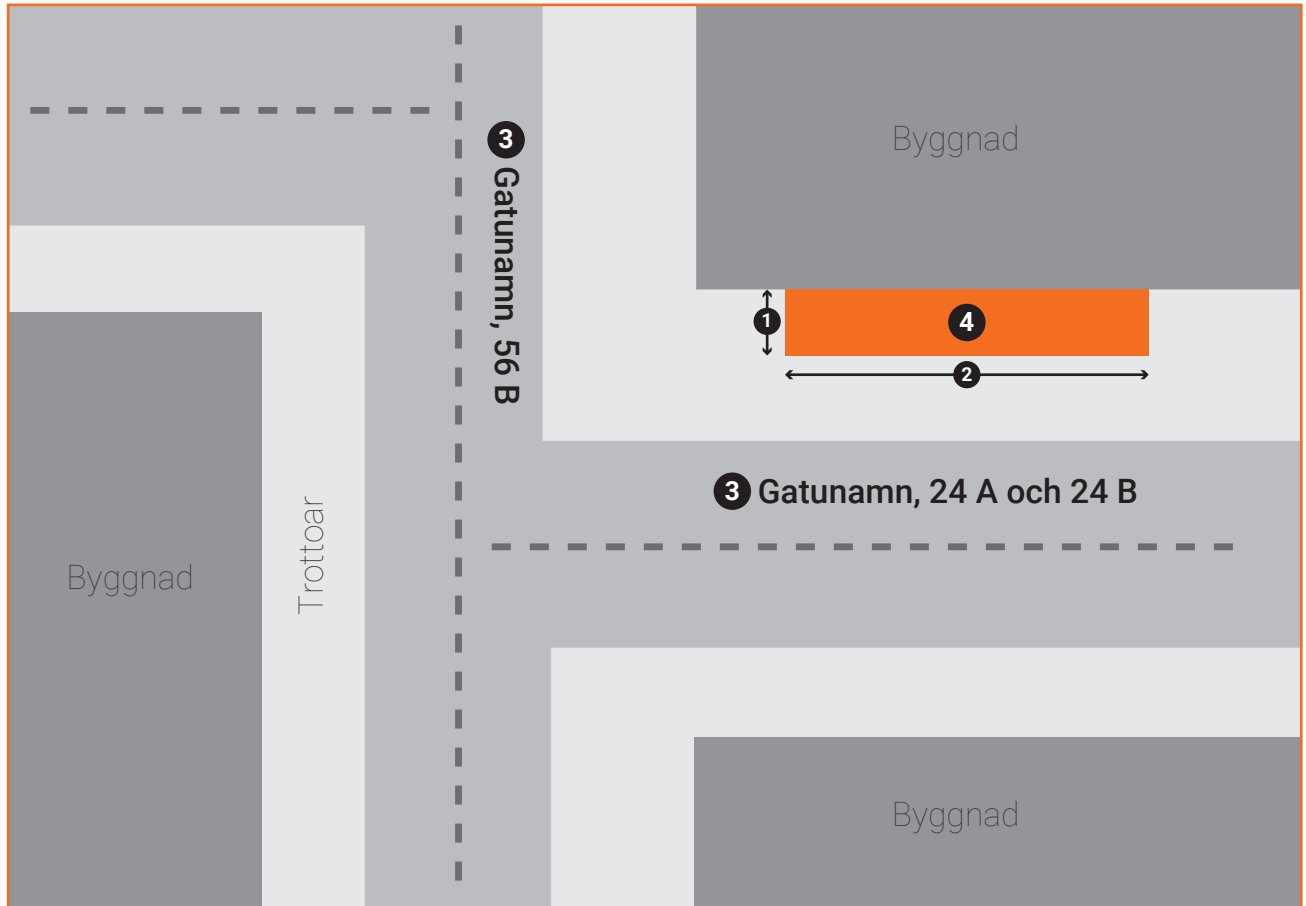 Byggnad
3 Gatunamn, 56 B
1
4
2
3 Gatunamn, 24 A och 24 B
Trottoar
Byggnad
Byggnad